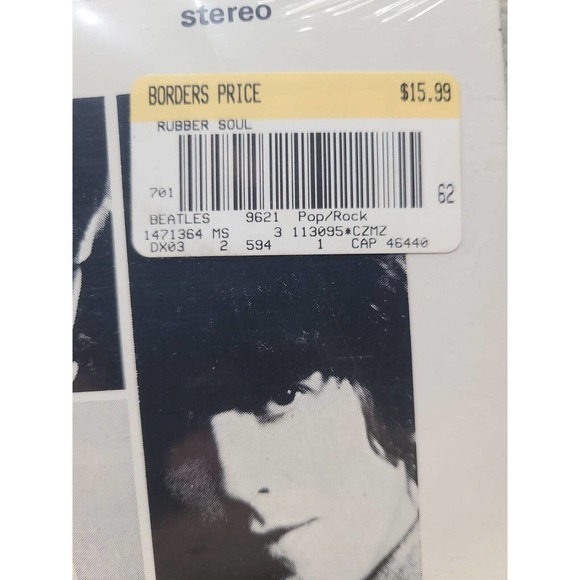 stereo
BORDERS PRICE $15.99
RUBBER SOUL
701 62
BEATLES 9621 Pop/Rock
1471364 MS 3 113095*CZMZ
DX03 2 594 1 CAP 46440